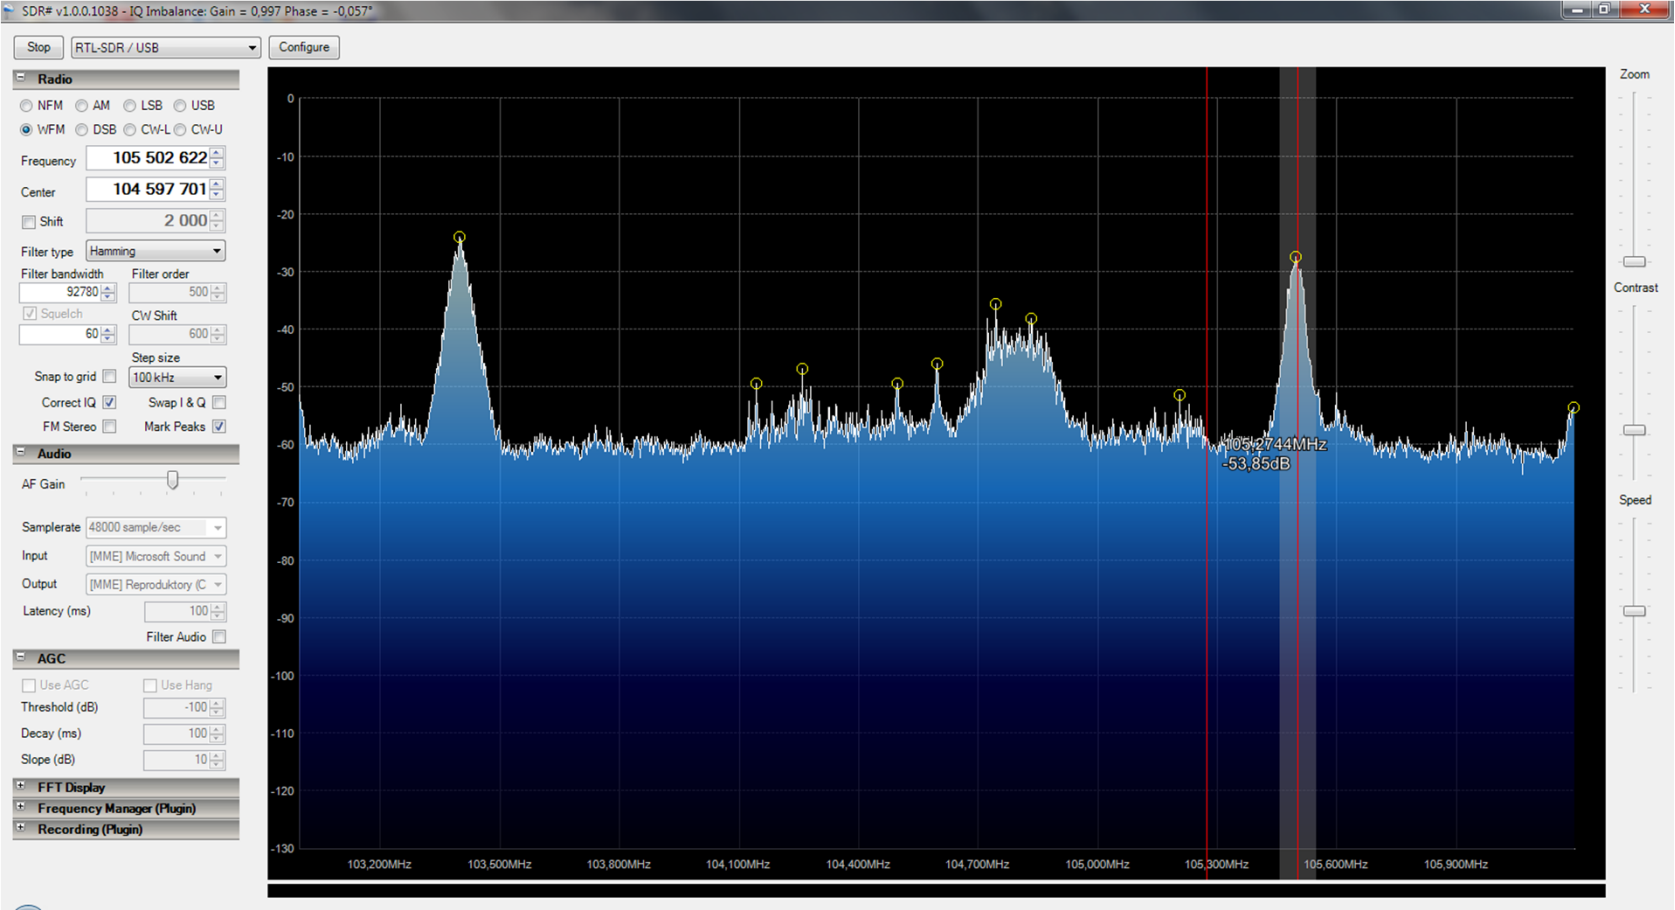 SDR# v1.0.0.1038 - IQ Imbalance: Gain = 0,997 Phase = -0,057°
Stop RTL-SDR / USB Configure
Radio
NFM AM LSB USB
WFM DSB CW-L CW-U
Frequency 105 502 622
Center 104 597 701
Shift 2 000
Filter type Hamming
Filter bandwidth Filter order
92780 500
Squelch CW Shift
60 600
Step size
Snap to grid 100 kHz
Correct IQ Swap I & Q
FM Stereo Mark Peaks
Audio
AF Gain
Samplerate 48000 sample/sec
Input [MME] Microsoft Sound
Output [MME] Reproduktory (C
Latency (ms) 100
Filter Audio
AGC
Use AGC Use Hang
Threshold (dB) -100
Decay (ms) 100
Slope (dB) 10
FFT Display
Frequency Manager (Plugin)
Recording (Plugin)
0
-10
-20
-30
-40
-50
-60
-70
-80
-90
-100
-110
-120
-130
105,2744MHz
-53,85dB
103,200MHz 103,500MHz 103,800MHz 104,100MHz 104,400MHz 104,700MHz 105,000MHz 105,300MHz 105,600MHz 105,900MHz
Zoom
Contrast
Speed